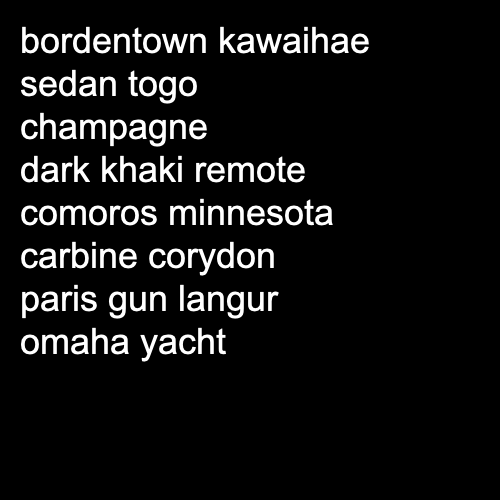 bordentown kawaihae
sedan togo
champagne
dark khaki remote
comoros minnesota
carbine corydon
paris gun langur
omaha yacht